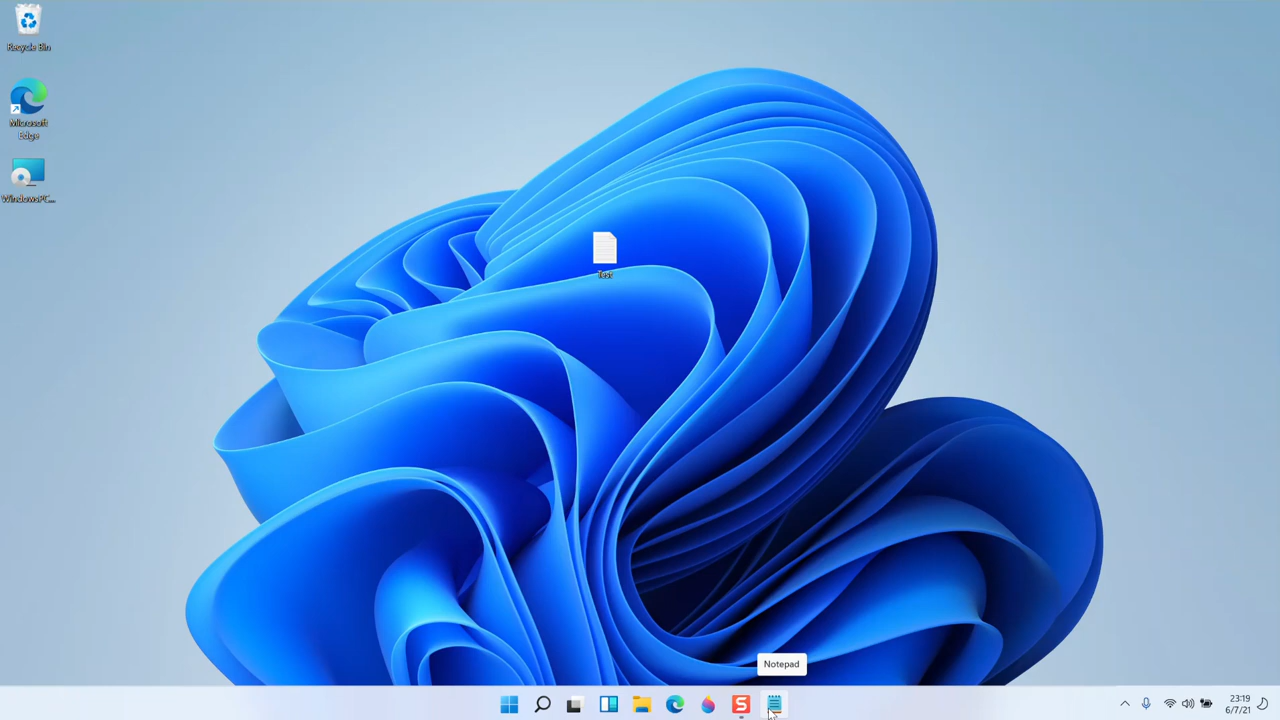 Recycle Bin
Microsoft
Edge
WindowsPC...
Test
Notepad
S
23:19
6/7/21